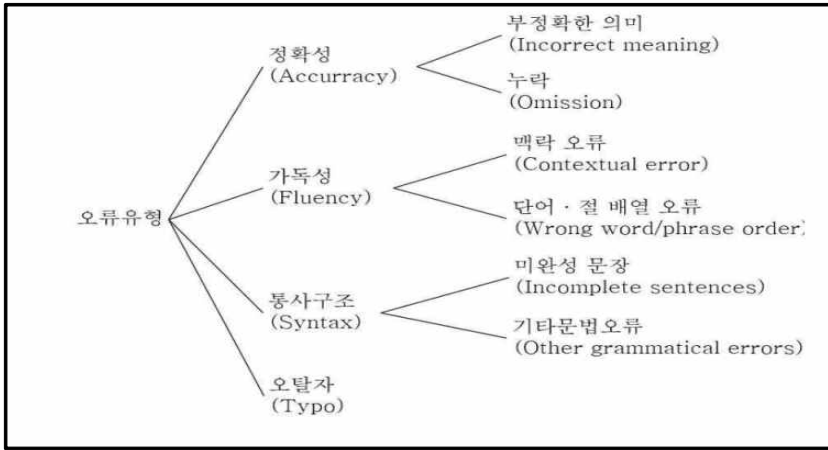 오류유형
정확성
(Accurracy)
부정확한 의미
(Incorrect meaning)
누락
(Omission)
가독성
(Fluency)
맥락 오류
(Contextual error)
단어 · 절 배열 오류
(Wrong word/phrase order)
통사구조
(Syntax)
미완성 문장
(Incomplete sentences)
기타문법오류
(Other grammatical errors)
오탈자
(Typo)